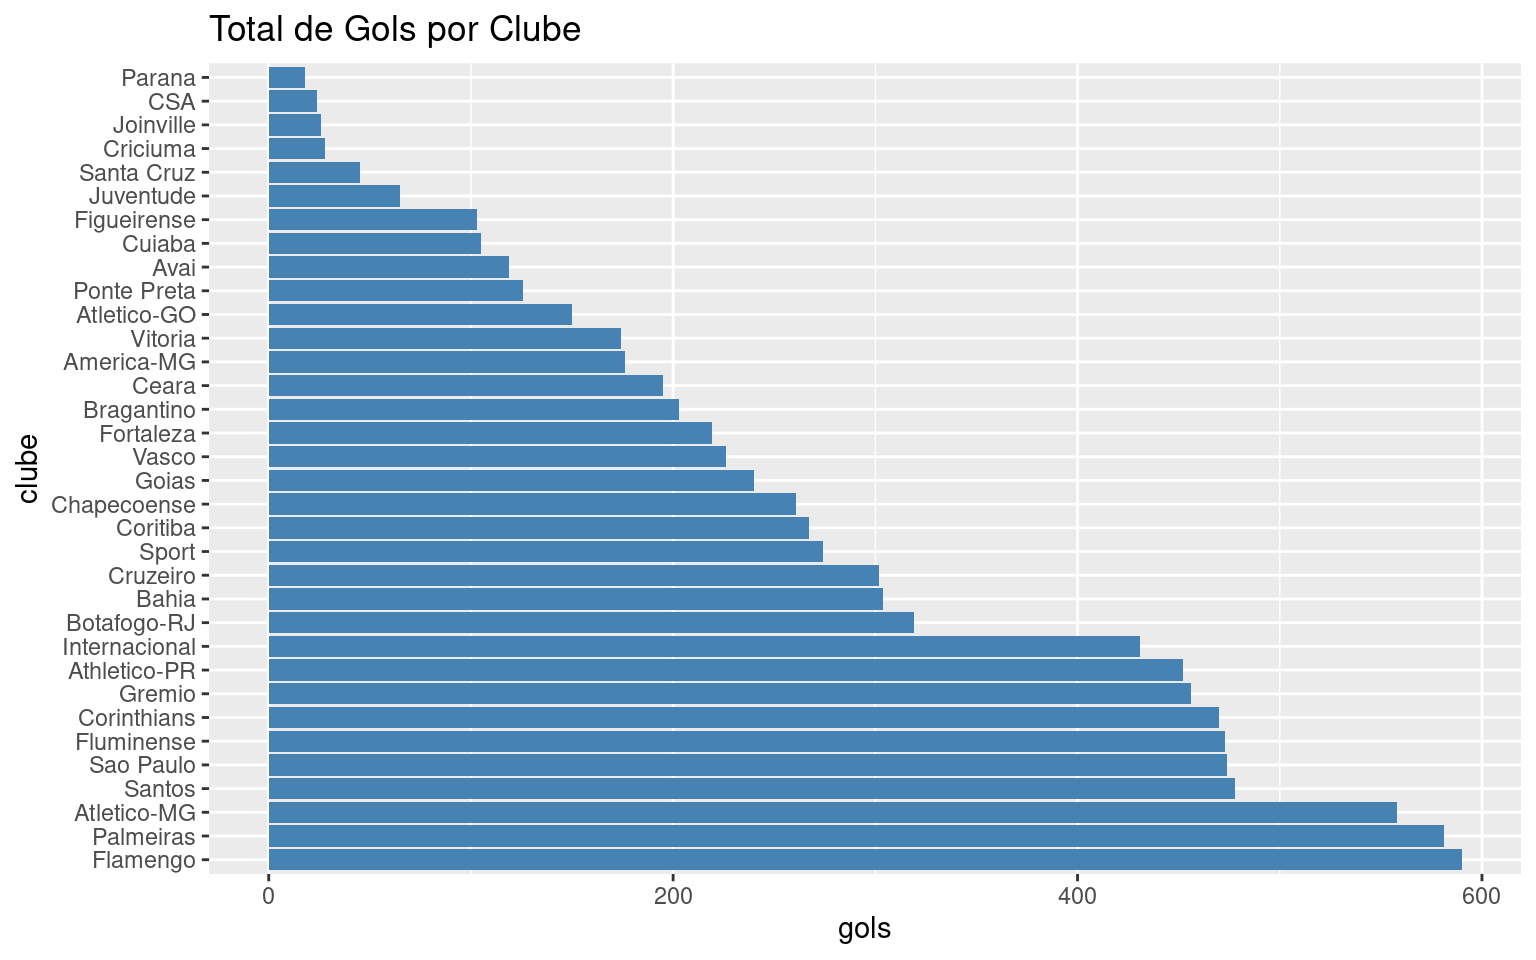 Total de Gols por Clube
Parana
CSA
Joinville
Criciuma
Santa Cruz
Juventude
Figueirense
Cuiaba
Avai
Ponte Preta
Atletico-GO
Vitoria
America-MG
Ceara
Bragantino
Fortaleza
Vasco
Goias
Chapecoense
Coritiba
Sport
Cruzeiro
Bahia
Botafogo-RJ
Internacional
Athletico-PR
Gremio
Corinthians
Fluminense
Sao Paulo
Santos
Atletico-MG
Palmeiras
Flamengo
clube
0 200 400 600
gols